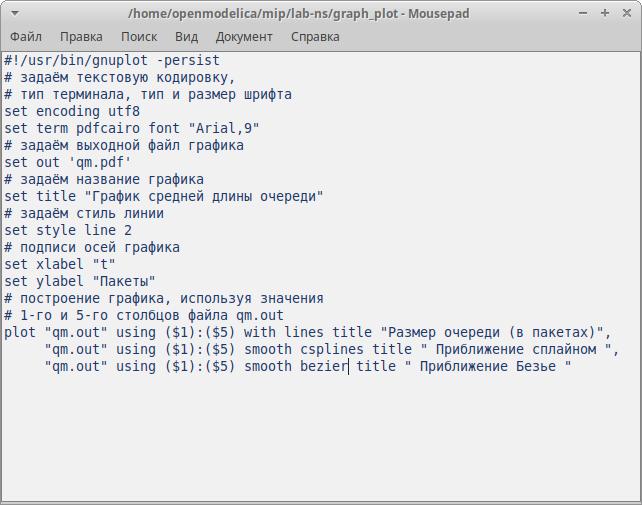 /home/openmodelica/mip/lab-ns/graph_plot - Mousepad
Файл Правка Поиск Вид Документ Справка
#!/usr/bin/gnuplot -persist
# задаём текстовую кодировку,
# тип терминала, тип и размер шрифта
set encoding utf8
set term pdfcairo font "Arial,9"
# задаём выходной файл графика
set out 'qm.pdf'
# задаём название графика
set title "График средней длины очереди"
# задаём стиль линии
set style line 2
# подписи осей графика
set xlabel "t"
set ylabel "Пакеты"
# построение графика, используя значения
# 1-го и 5-го столбцов файла qm.out
plot "qm.out" using ($1):($5) with lines title "Размер очереди (в пакетах)",
     "qm.out" using ($1):($5) smooth csplines title " Приближение сплайном ",
     "qm.out" using ($1):($5) smooth bezier title " Приближение Безье "